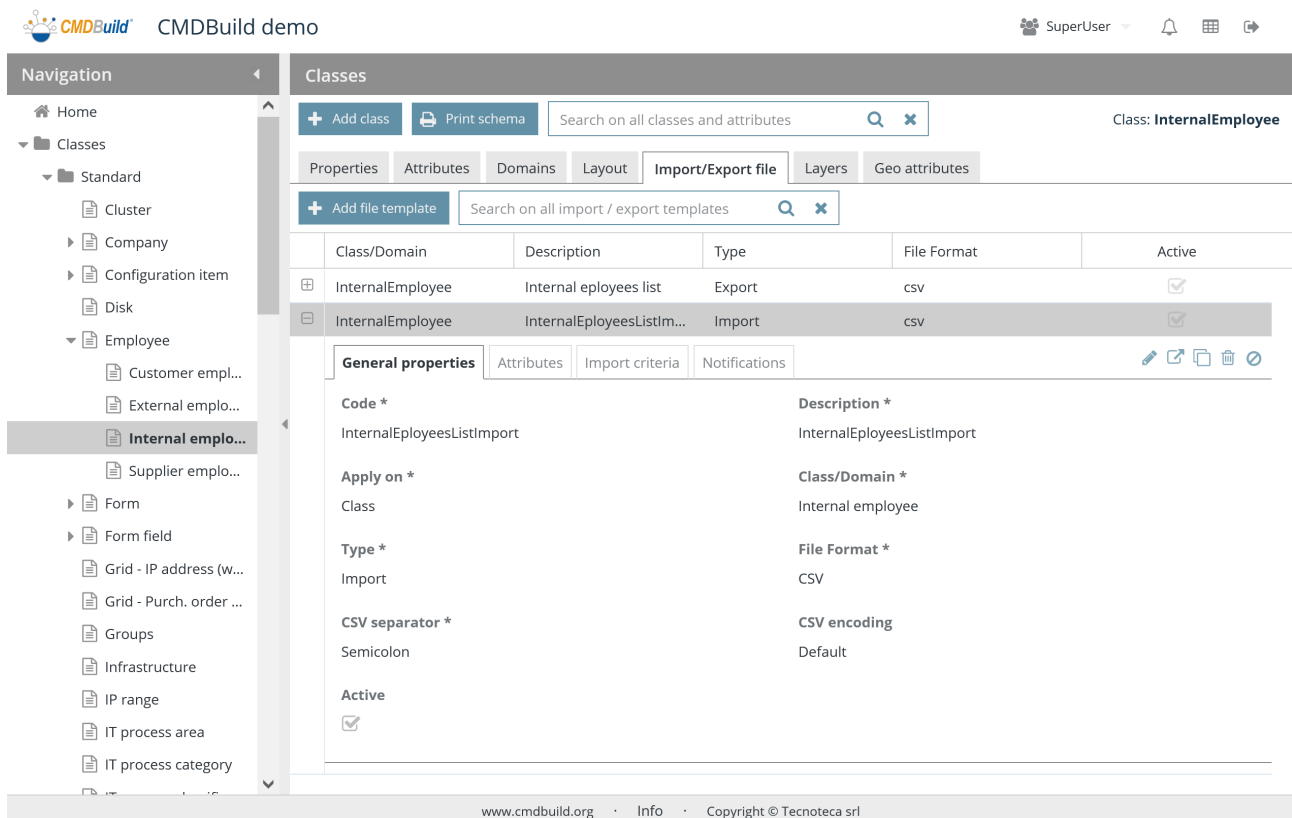 CMDBuild CMDBuild demo SuperUser
Navigation
Classes
Home
Classes
Standard
Cluster
Company
Configuration item
Disk
Employee
Customer empl...
External emplo...
Internal emplo...
Supplier emplo...
Form
Form field
Grid - IP address (w...
Grid - Purch. order ...
Groups
Infrastructure
IP range
IT process area
IT process category
Add class Print schema Search on all classes and attributes Class: InternalEmployee
Properties Attributes Domains Layout Import/Export file Layers Geo attributes
Add file template Search on all import / export templates
Class/Domain Description Type File Format Active
InternalEmployee Internal eployees list Export csv
InternalEmployee InternalEployeesListIm... Import csv
General properties Attributes Import criteria Notifications
Code * Description *
InternalEployeesListImport InternalEployeesListImport
Apply on * Class/Domain *
Class Internal employee
Type * File Format *
Import CSV
CSV separator * CSV encoding
Semicolon Default
Active
www.cmdbuild.org · Info · Copyright © Tecnoteca srl